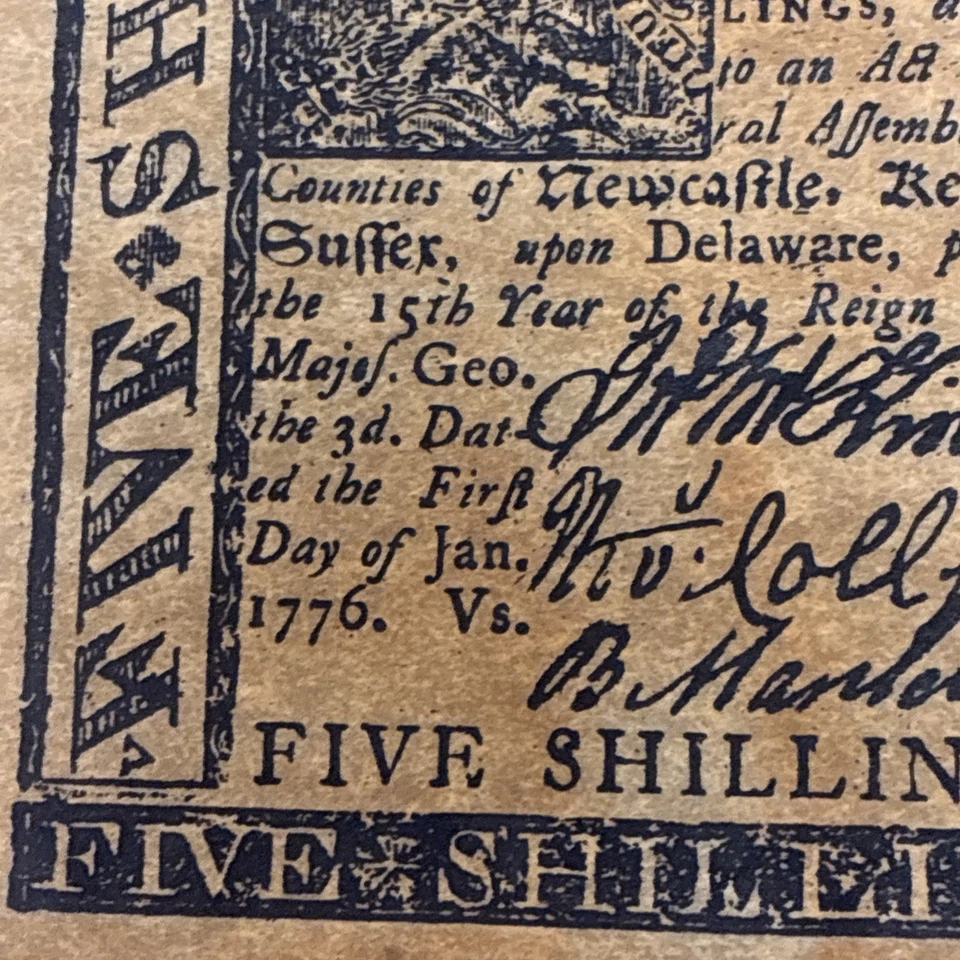 LINGS,
to an Act
ral Aſſemb
Counties of Newcaſtle, Ke
Suſſex, upon Delaware, p
the 15th Year of the Reign
Majeſ. Geo.
the 3d. Dat-
ed the Firſt
Day of Jan.
1776. Vs.
FIVE SHILLIN
FIVE SHILLI
FIVE SH